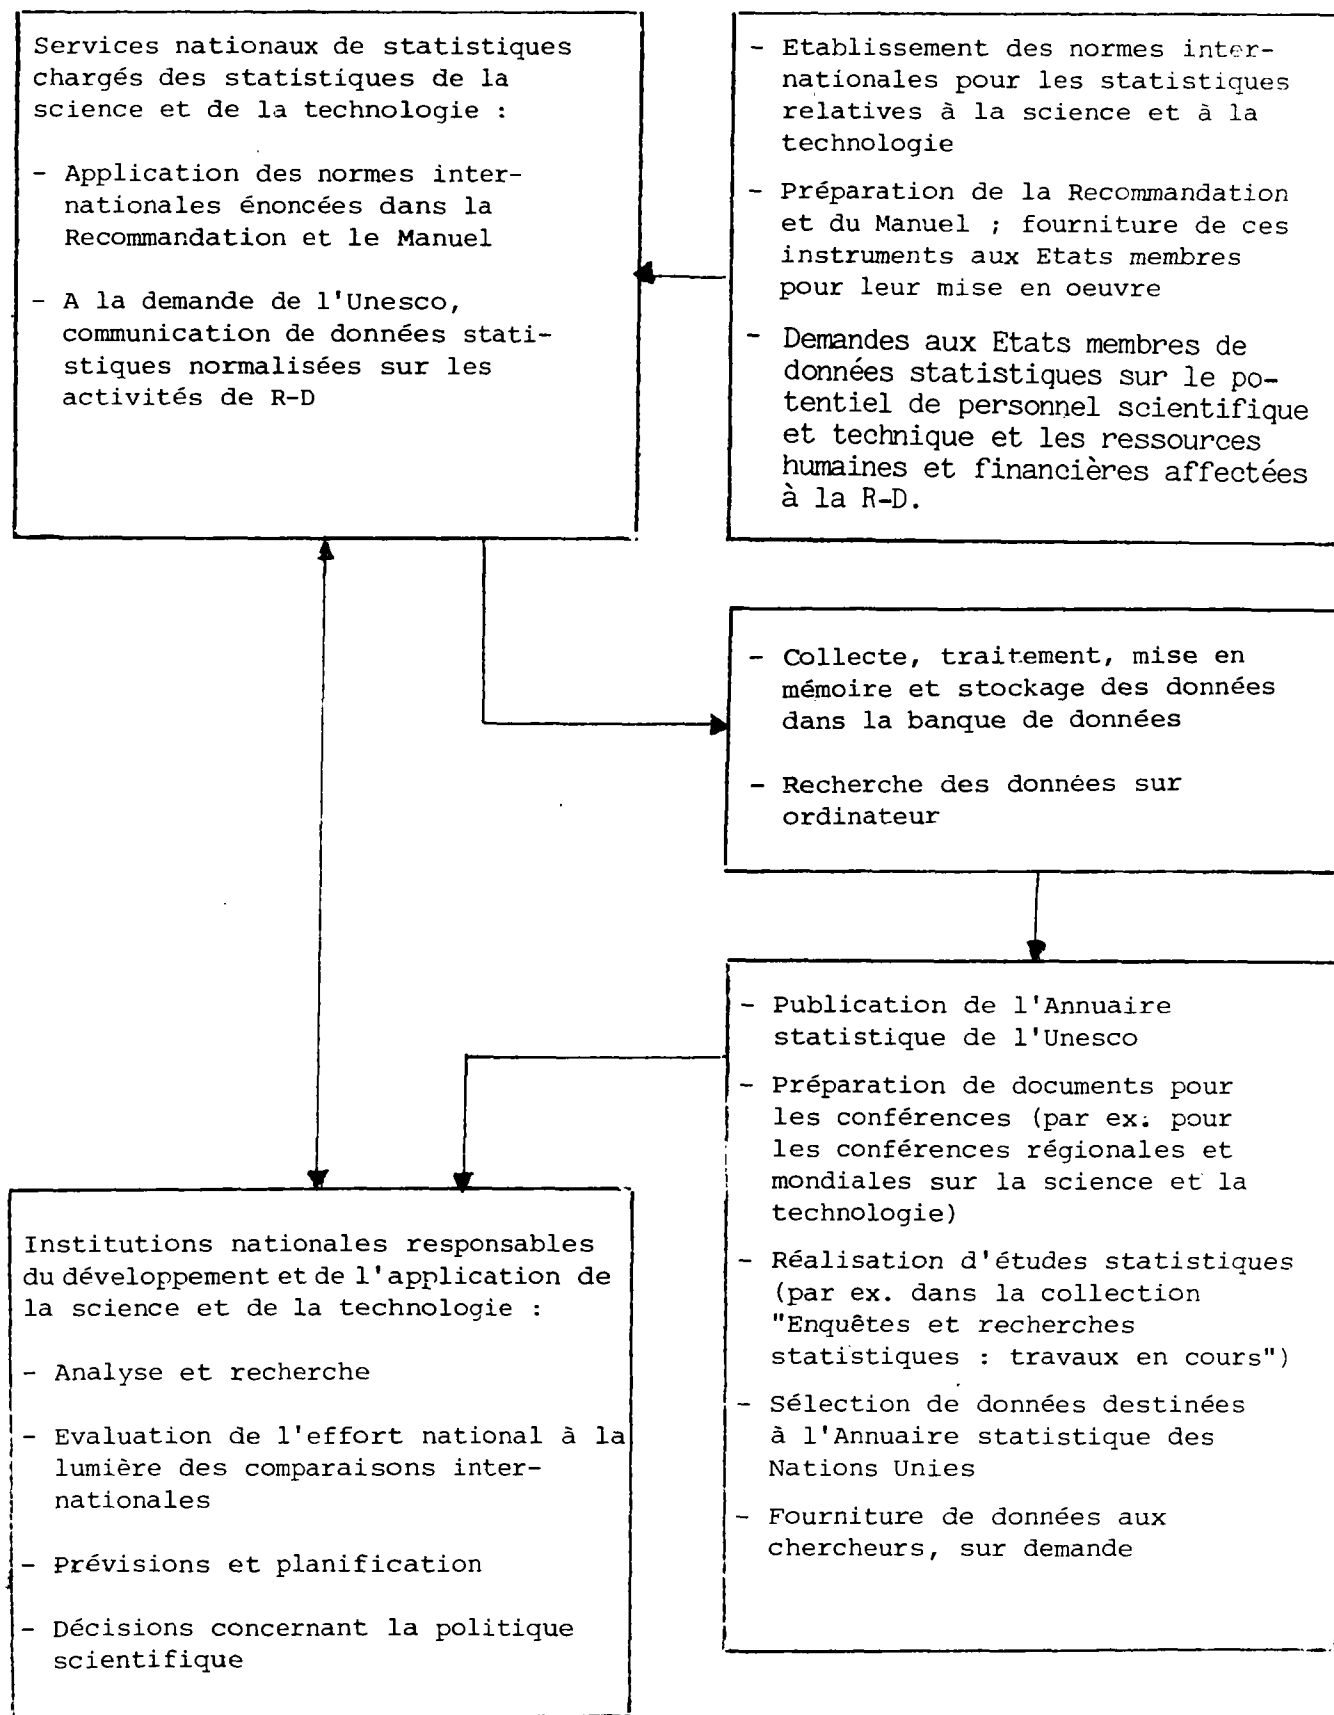 Services nationaux de statistiques
chargés des statistiques de la
science et de la technologie :
- Application des normes inter-
nationales énoncées dans la
Recommandation et le Manuel
- A la demande de l'Unesco,
communication de données stati-
stiques normalisées sur les
activités de R-D
- Etablissement des normes inter-
nationales pour les statistiques
relatives à la science et à la
technologie
- Préparation de la Recommandation
et du Manuel ; fourniture de ces
instruments aux Etats membres
pour leur mise en oeuvre
- Demandes aux Etats membres de
données statistiques sur le po-
tentiel de personnel scientifique
et technique et les ressources
humaines et financières affectées
à la R-D.
- Collecte, traitement, mise en
mémoire et stockage des données
dans la banque de données
- Recherche des données sur
ordinateur
- Publication de l'Annuaire
statistique de l'Unesco
- Préparation de documents pour
les conférences (par ex. pour
les conférences régionales et
mondiales sur la science et la
technologie)
- Réalisation d'études statistiques
(par ex. dans la collection
"Enquêtes et recherches
statistiques : travaux en cours")
- Sélection de données destinées
à l'Annuaire statistique des
Nations Unies
- Fourniture de données aux
chercheurs, sur demande
Institutions nationales responsables
du développement et de l'application de
la science et de la technologie :
- Analyse et recherche
- Evaluation de l'effort national à la
lumière des comparaisons inter-
nationales
- Prévisions et planification
- Décisions concernant la politique
scientifique